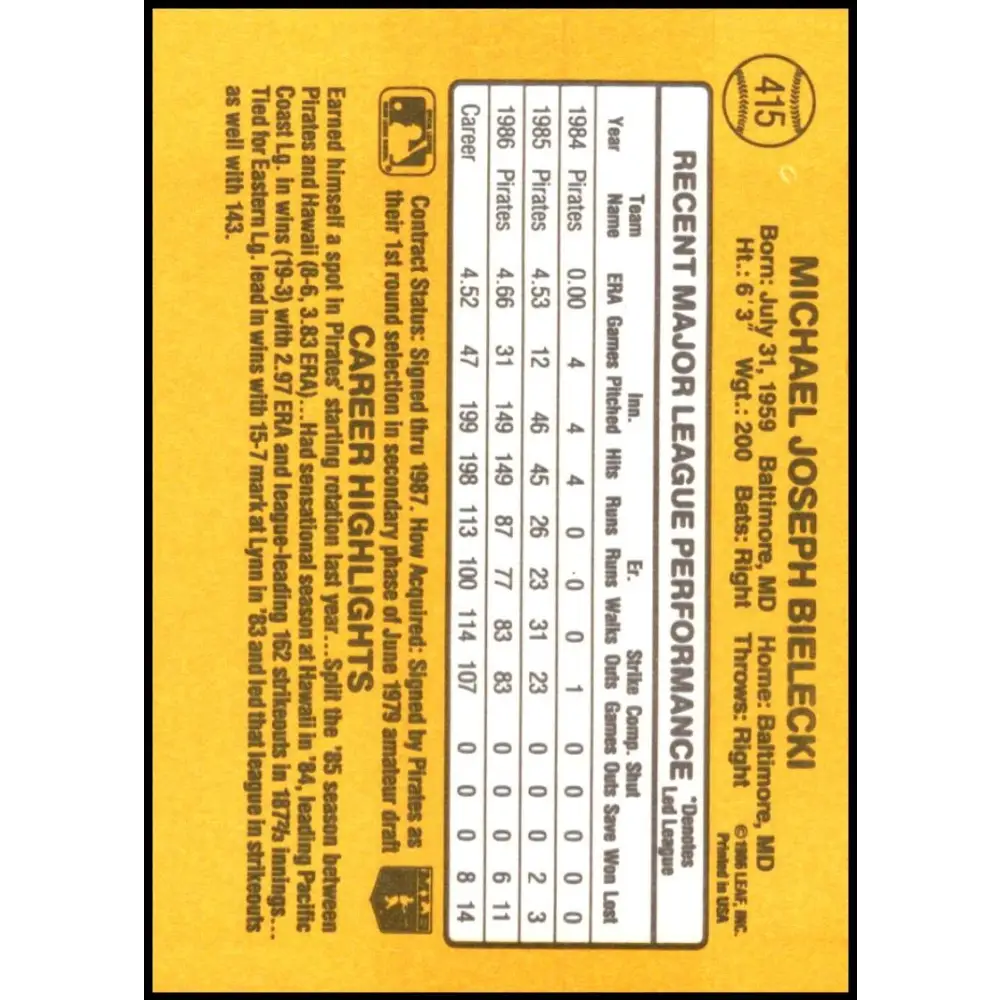 415
MICHAEL JOSEPH BIELECKI
Born: July 31, 1959 Baltimore, MD Home: Baltimore, MD
Ht.: 6'3" Wgt.: 200 Bats: Right Throws: Right
©1986 LEAF, INC.
Printed in USA
RECENT MAJOR LEAGUE PERFORMANCE *Denotes
Led League
Team Inn. Er. Strike Comp. Shut
Year Name ERA Games Pitched Hits Runs Runs Walks Outs Games Outs Save Won Lost
1984 Pirates 0.00 4 4 4 0 0 0 1 0 0 0 0 0
1985 Pirates 4.53 12 46 45 26 23 31 23 0 0 0 2 3
1986 Pirates 4.66 31 149 149 87 77 83 83 0 0 0 6 11
Career 4.52 47 199 198 113 100 114 107 0 0 0 8 14
Contract Status: Signed thru 1987. How Acquired: Signed by Pirates as
their 1st round selection in secondary phase of June 1979 amateur draft
MLB
CAREER HIGHLIGHTS
Earned himself a spot in Pirates' starting rotation last year...Split the '85 season between
Pirates and Hawaii (8-6, 3.83 ERA)...Had sensational season at Hawaii in '84, leading Pacific
Coast Lg. in wins (19-3) with 2.97 ERA and league-leading 162 strikeouts in 187⅔ innings...
Tied for Eastern Lg. lead in wins with 15-7 mark at Lynn in '83 and led that league in strikeouts
as well with 143.